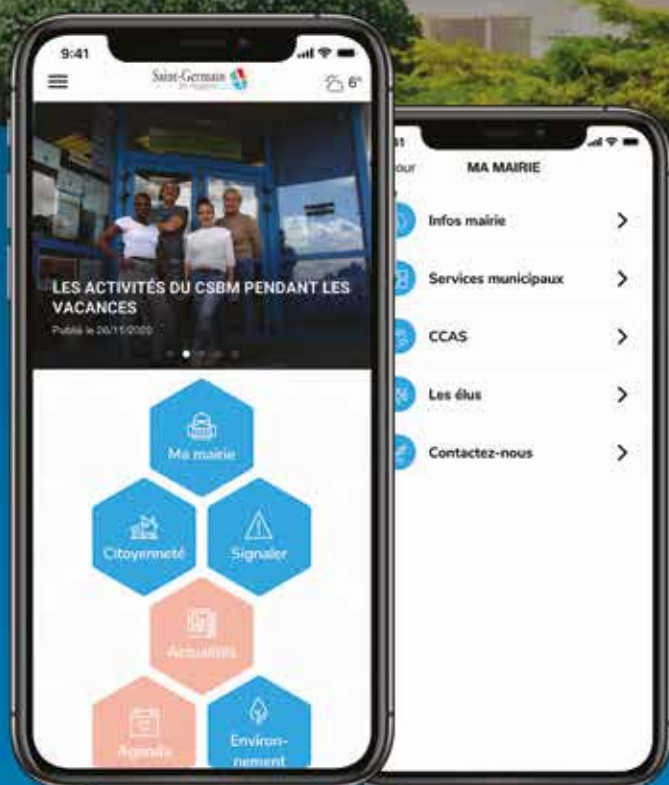 9:41
Saint-Germain
6°
LES ACTIVITÉS DU CSBM PENDANT LES
VACANCES
Ma mairie
Citoyenneté
Signaler
Actualités
Agenda
Environ-
nement
MA MAIRIE
Infos mairie
Services municipaux
CCAS
Les élus
Contactez-nous